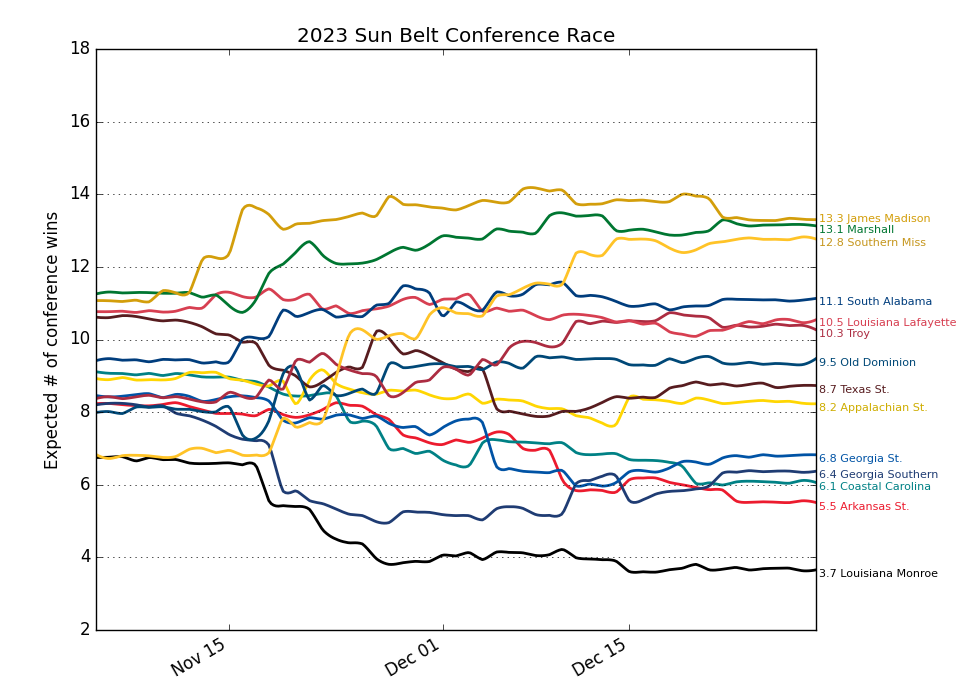 2023 Sun Belt Conference Race
Expected # of conference wins
18
16
14
12
10
8
6
4
2
13.3 James Madison
13.1 Marshall
12.8 Southern Miss
11.1 South Alabama
10.5 Louisiana Lafayette
10.3 Troy
9.5 Old Dominion
8.7 Texas St.
8.2 Appalachian St.
6.8 Georgia St.
6.4 Georgia Southern
6.1 Coastal Carolina
5.5 Arkansas St.
3.7 Louisiana Monroe
Nov 15
Dec 01
Dec 15